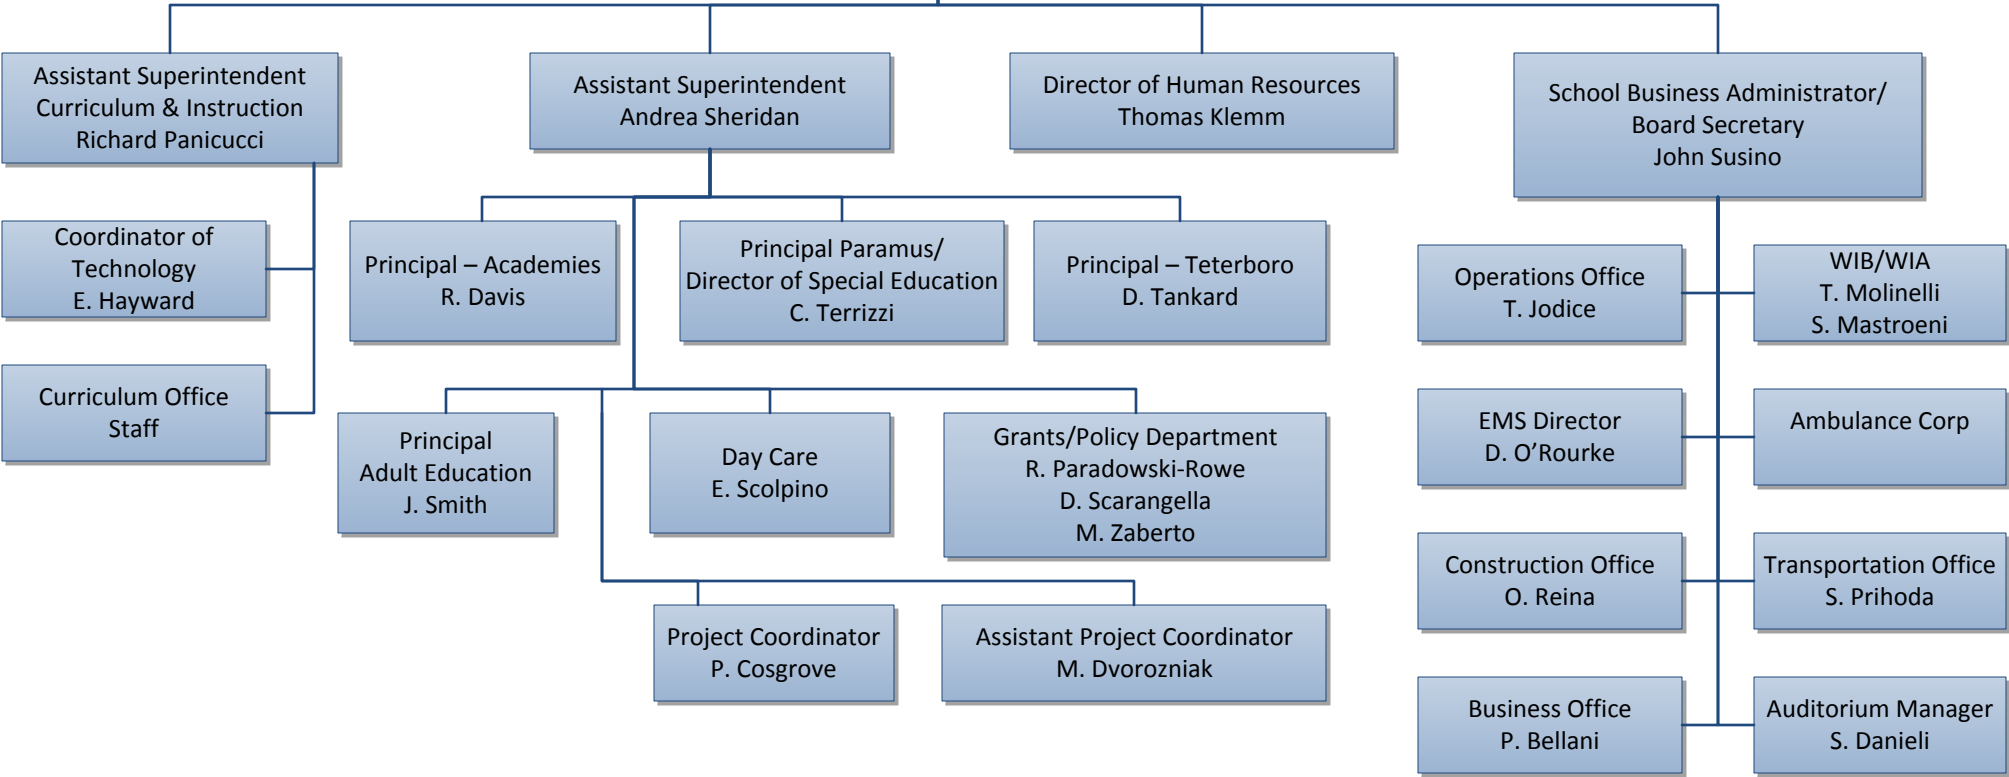 Assistant Superintendent
Curriculum & Instruction
Richard Panicucci
Assistant Superintendent
Andrea Sheridan
Director of Human Resources
Thomas Klemm
School Business Administrator/
Board Secretary
John Susino
Coordinator of
Technology
E. Hayward
Principal – Academies
R. Davis
Principal Paramus/
Director of Special Education
C. Terrizzi
Principal – Teterboro
D. Tankard
Operations Office
T. Jodice
WIB/WIA
T. Molinelli
S. Mastroeni
Curriculum Office
Staff
Principal
Adult Education
J. Smith
Day Care
E. Scolpino
Grants/Policy Department
R. Paradowski-Rowe
D. Scarangella
M. Zaberto
EMS Director
D. O’Rourke
Ambulance Corp
Construction Office
O. Reina
Transportation Office
S. Prihoda
Project Coordinator
P. Cosgrove
Assistant Project Coordinator
M. Dvorozniak
Business Office
P. Bellani
Auditorium Manager
S. Danieli